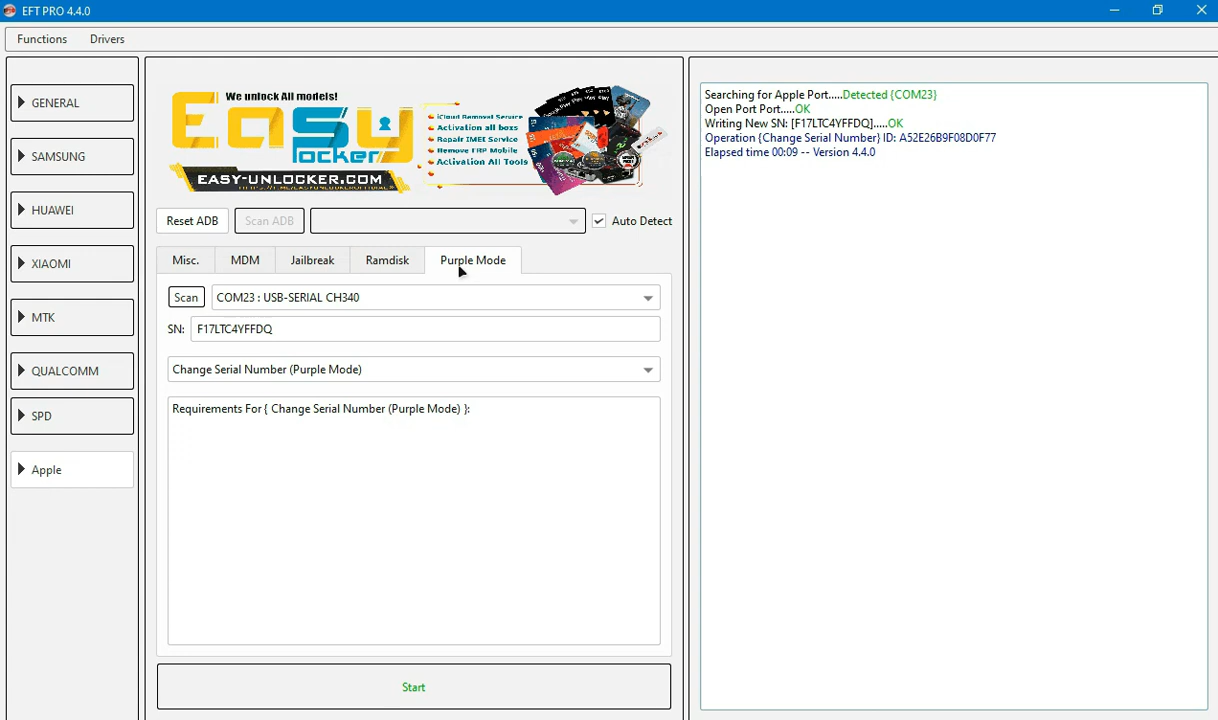 EFT PRO 4.4.0
Functions Drivers
GENERAL
SAMSUNG
HUAWEI
XIAOMI
MTK
QUALCOMM
SPD
Apple
We unlock All models!
Easy
locker
EASY-UNLOCKER.COM
iCloud Removal Service
Activation all boxs
Repair IMEI Service
Remove FRP Mobile
Activation All Tools
Reset ADB Scan ADB Auto Detect
Misc. MDM Jailbreak Ramdisk Purple Mode
Scan COM23 : USB-SERIAL CH340
SN: F17LTC4YFFDQ
Change Serial Number (Purple Mode)
Requirements For { Change Serial Number (Purple Mode) }:
Start
Searching for Apple Port.....Detected {COM23}
Open Port Port.....OK
Writing New SN: [F17LTC4YFFDQ].....OK
Operation {Change Serial Number} ID: A52E26B9F08D0F77
Elapsed time 00:09 -- Version 4.4.0